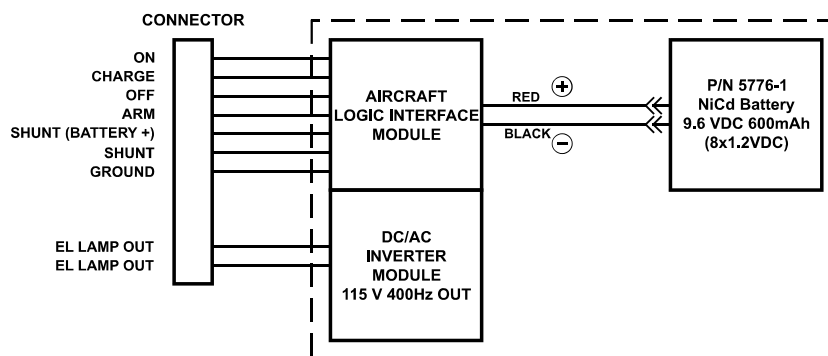 CONNECTOR
ON
CHARGE
OFF
ARM
SHUNT (BATTERY +)
SHUNT
GROUND
EL LAMP OUT
EL LAMP OUT
AIRCRAFT
LOGIC INTERFACE
MODULE
DC/AC
INVERTER
MODULE
115 V 400Hz OUT
RED +
BLACK −
P/N 5776-1
NiCd Battery
9.6 VDC 600mAh
(8x1.2VDC)